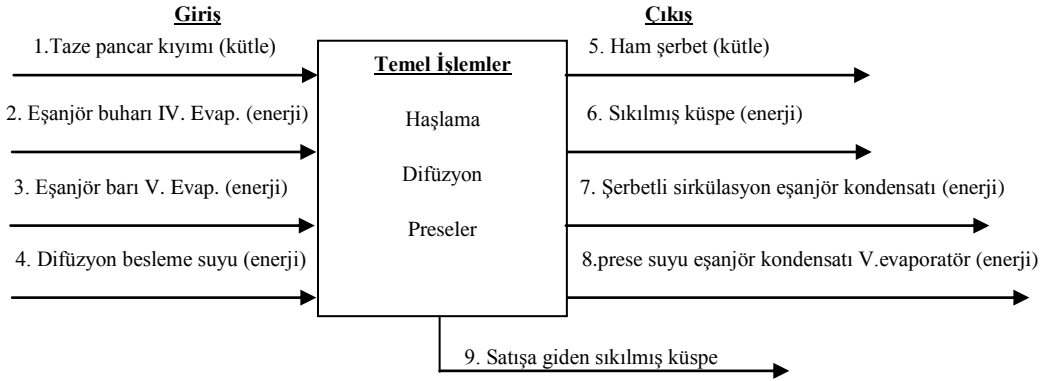 Giriş
Çıkış
1.Taze pancar kıyımı (kütle)
5. Ham şerbet (kütle)
Temel İşlemler
2. Eşanjör buharı IV. Evap. (enerji)
Haşlama
6. Sıkılmış küspe (enerji)
3. Eşanjör barı V. Evap. (enerji)
Difüzyon
7. Şerbetli sirkülasyon eşanjör kondensatı (enerji)
Preseler
4. Difüzyon besleme suyu (enerji)
8.prese suyu eşanjör kondensatı V.evaporatör (enerji)
9. Satışa giden sıkılmış küspe